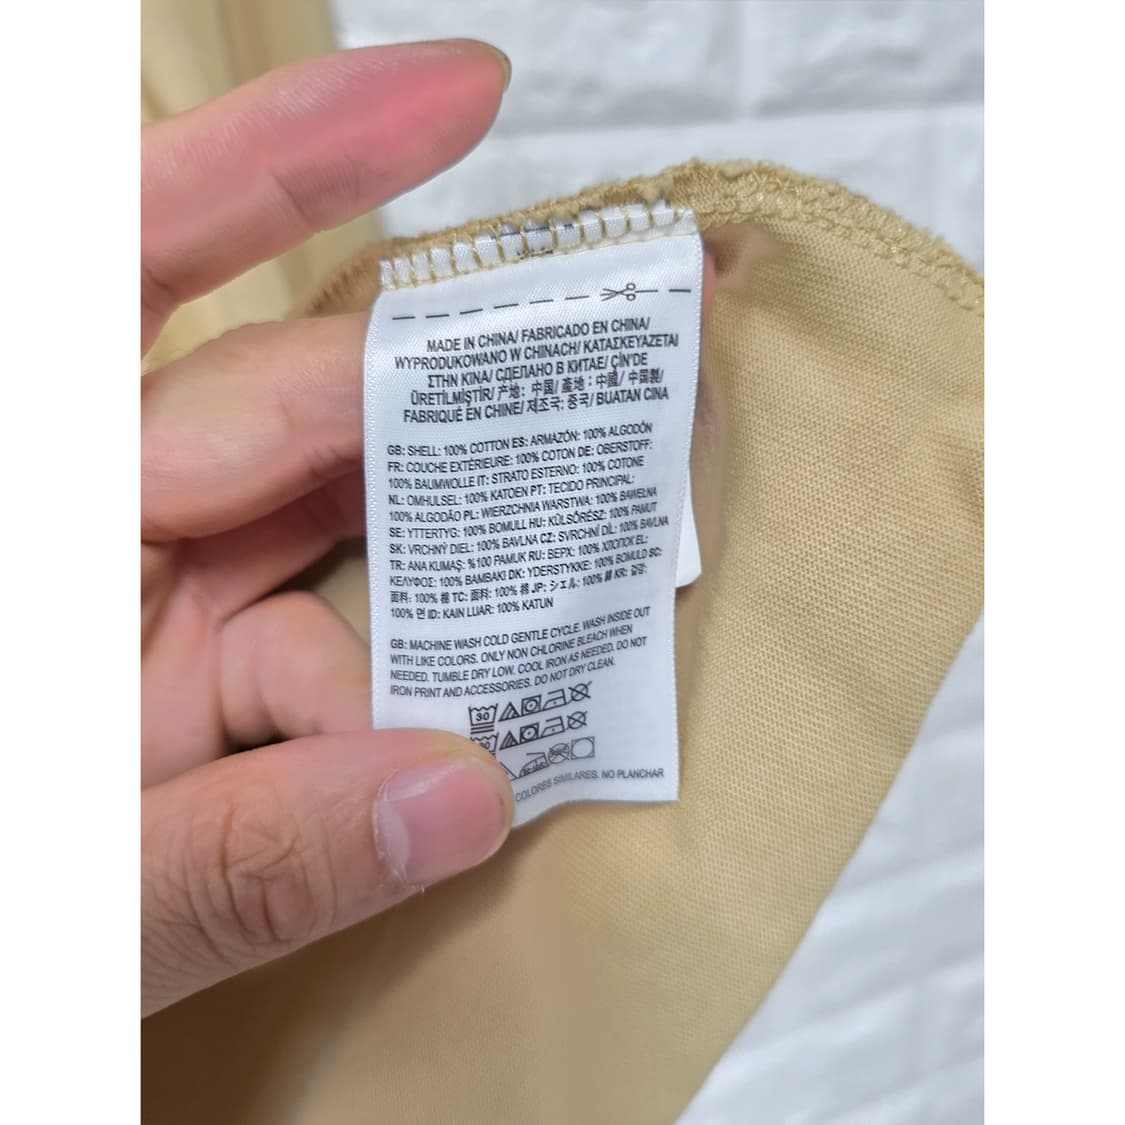 MADE IN CHINA/ FABRICADO EN CHINA/
WYPRODUKOWANO W CHINACH/ ΚΑΤΑΣΚΕΥΑΖΕΤΑΙ
ΣΤΗΝ ΚΙΝΑ/ СДЕЛАНО В КИТАЕ/ ÇİN'DE
ÜRETİLMİŞTİR/ 产地：中国/ 產地：中國/ 中国製/
FABRIQUÉ EN CHINE/ 제조국: 중국/ BUATAN CINA
GB: SHELL: 100% COTTON ES: ARMAZÓN: 100% ALGODÓN
FR: COUCHE EXTÉRIEURE: 100% COTON DE: OBERSTOFF:
100% BAUMWOLLE IT: STRATO ESTERNO: 100% COTONE
NL: OMHULSEL: 100% KATOEN PT: TECIDO PRINCIPAL:
100% ALGODÃO PL: WIERZCHNIA WARSTWA: 100% BAWEŁNA
SE: YTTERTYG: 100% BOMULL HU: KÜLSŐRÉSZ: 100% PAMUT
SK: VRCHNÝ DIEL: 100% BAVLNA CZ: SVRCHNÍ DÍL: 100% BAVLNA
TR: ANA KUMAŞ: %100 PAMUK RU: ВЕРХ: 100% ХЛОПОК EL:
ΚΕΛΥΦΟΣ: 100% ΒΑΜΒΑΚΙ DK: YDERSTYKKE: 100% BOMULD SC:
面料: 100% 棉 TC: 面料: 100% 棉 JP: シェル: 100% 綿 KR: 겉감:
100% 면 ID: KAIN LUAR: 100% KATUN
GB: MACHINE WASH COLD GENTLE CYCLE. WASH INSIDE OUT
WITH LIKE COLORS. ONLY NON CHLORINE BLEACH WHEN
NEEDED. TUMBLE DRY LOW. COOL IRON AS NEEDED. DO NOT
IRON PRINT AND ACCESSORIES. DO NOT DRY CLEAN.
30
COLORES SIMILARES. NO PLANCHAR